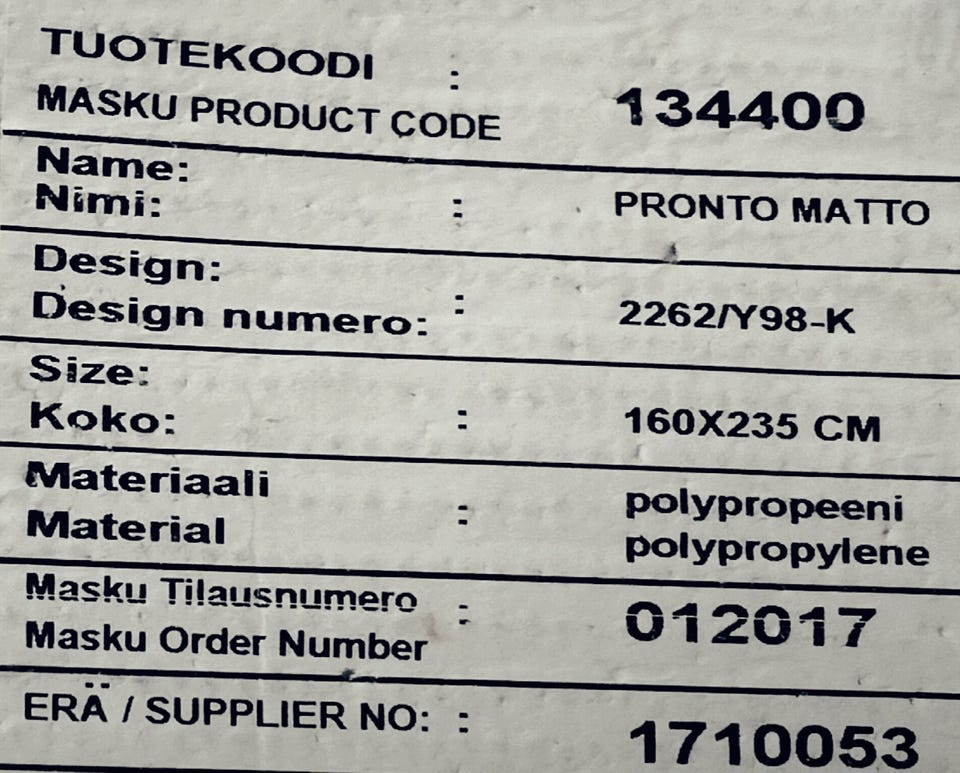 TUOTEKOODI :
MASKU PRODUCT CODE 134400
Name:
Nimi: : PRONTO MATTO
Design:
Design numero: : 2262/Y98-K
Size:
Koko: : 160X235 CM
Materiaali : polypropeeni
Material polypropylene
Masku Tilausnumero : 012017
Masku Order Number
ERÄ / SUPPLIER NO: : 1710053